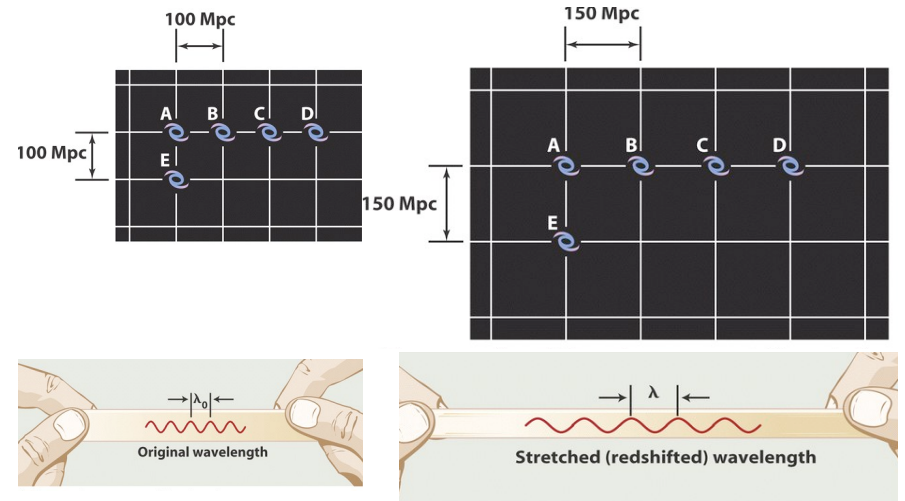 100 Mpc
A B C D
100 Mpc
E
150 Mpc
A B C D
150 Mpc
E
λ₀
Original wavelength
λ
Stretched (redshifted) wavelength